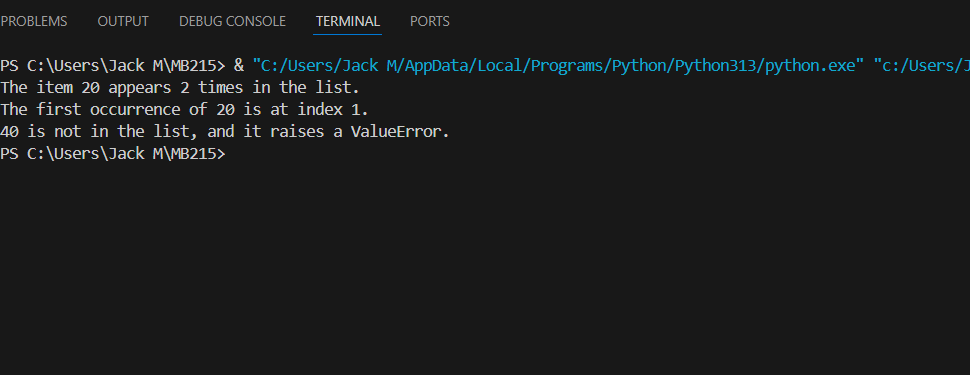 PROBLEMS OUTPUT DEBUG CONSOLE TERMINAL PORTS
PS C:\Users\Jack M\MB215> & "C:/Users/Jack M/AppData/Local/Programs/Python/Python313/python.exe" "c:/Users/J
The item 20 appears 2 times in the list.
The first occurrence of 20 is at index 1.
40 is not in the list, and it raises a ValueError.
PS C:\Users\Jack M\MB215>